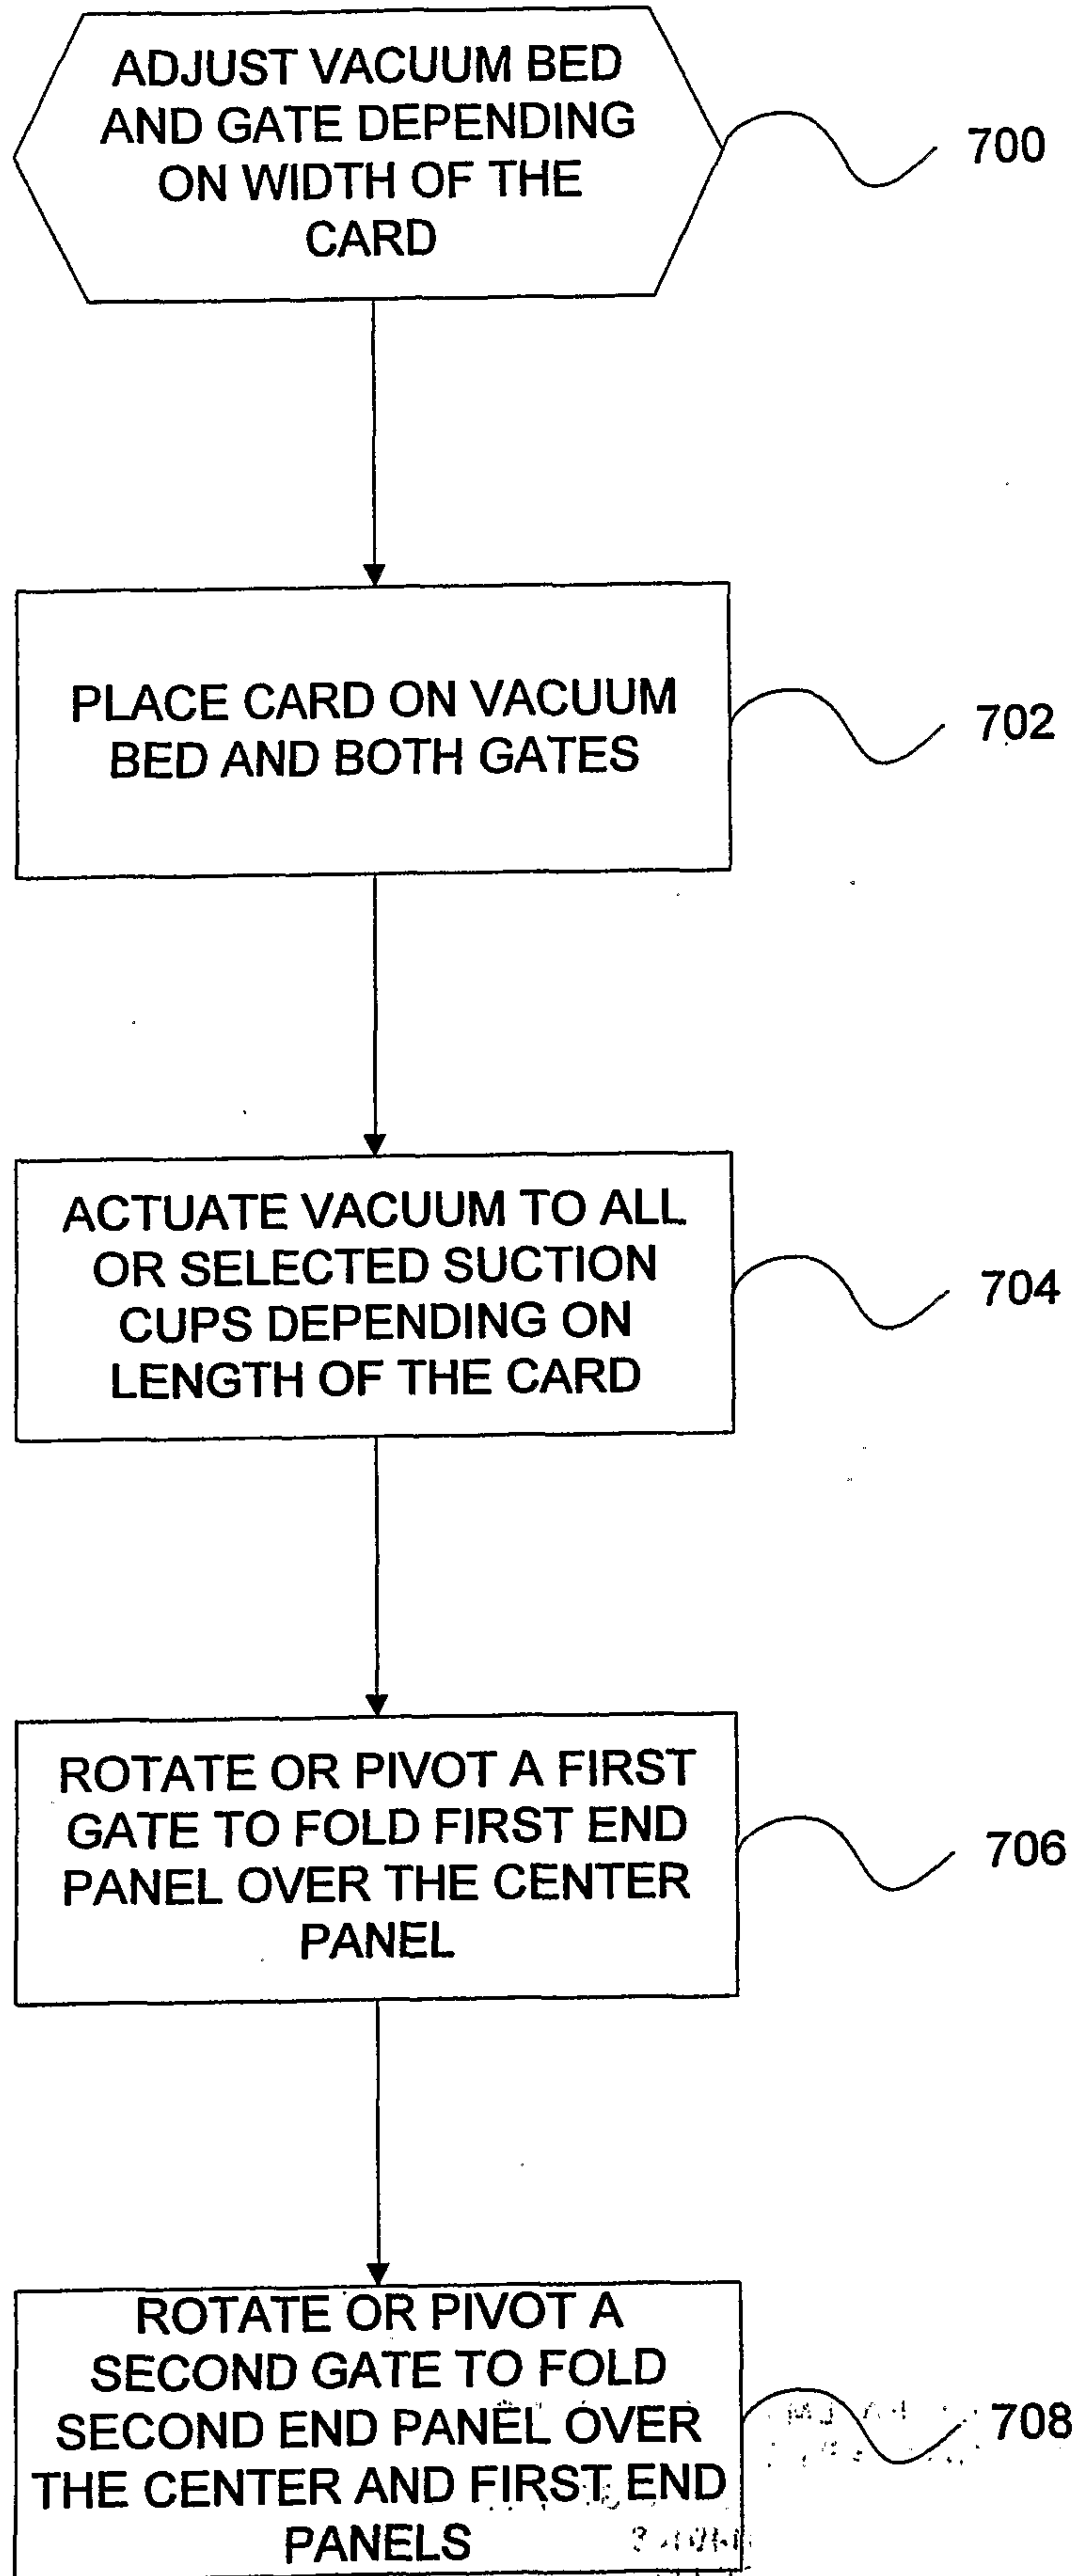 ADJUST VACUUM BED
AND GATE DEPENDING
ON WIDTH OF THE
CARD
700
PLACE CARD ON VACUUM
BED AND BOTH GATES
702
ACTUATE VACUUM TO ALL
OR SELECTED SUCTION
CUPS DEPENDING ON
LENGTH OF THE CARD
704
ROTATE OR PIVOT A FIRST
GATE TO FOLD FIRST END
PANEL OVER THE CENTER
PANEL
706
ROTATE OR PIVOT A
SECOND GATE TO FOLD
SECOND END PANEL OVER
THE CENTER AND FIRST END
PANELS
708